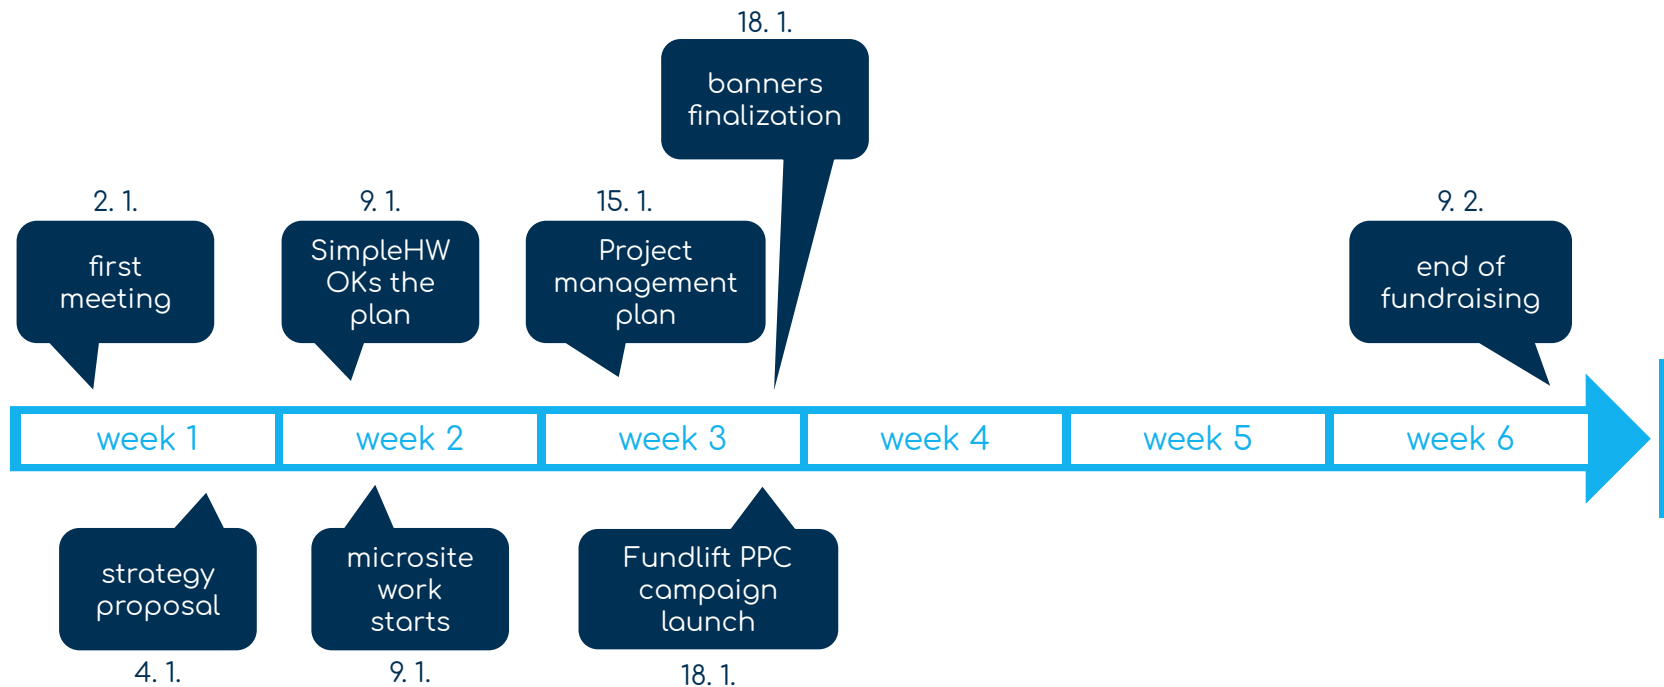 18. 1.
banners
finalization
2. 1.
first
meeting
9. 1.
SimpleHW
OKs the
plan
15. 1.
Project
management
plan
9. 2.
end of
fundraising
week 1
week 2
week 3
week 4
week 5
week 6
strategy
proposal
4. 1.
microsite
work
starts
9. 1.
Fundlift PPC
campaign
launch
18. 1.